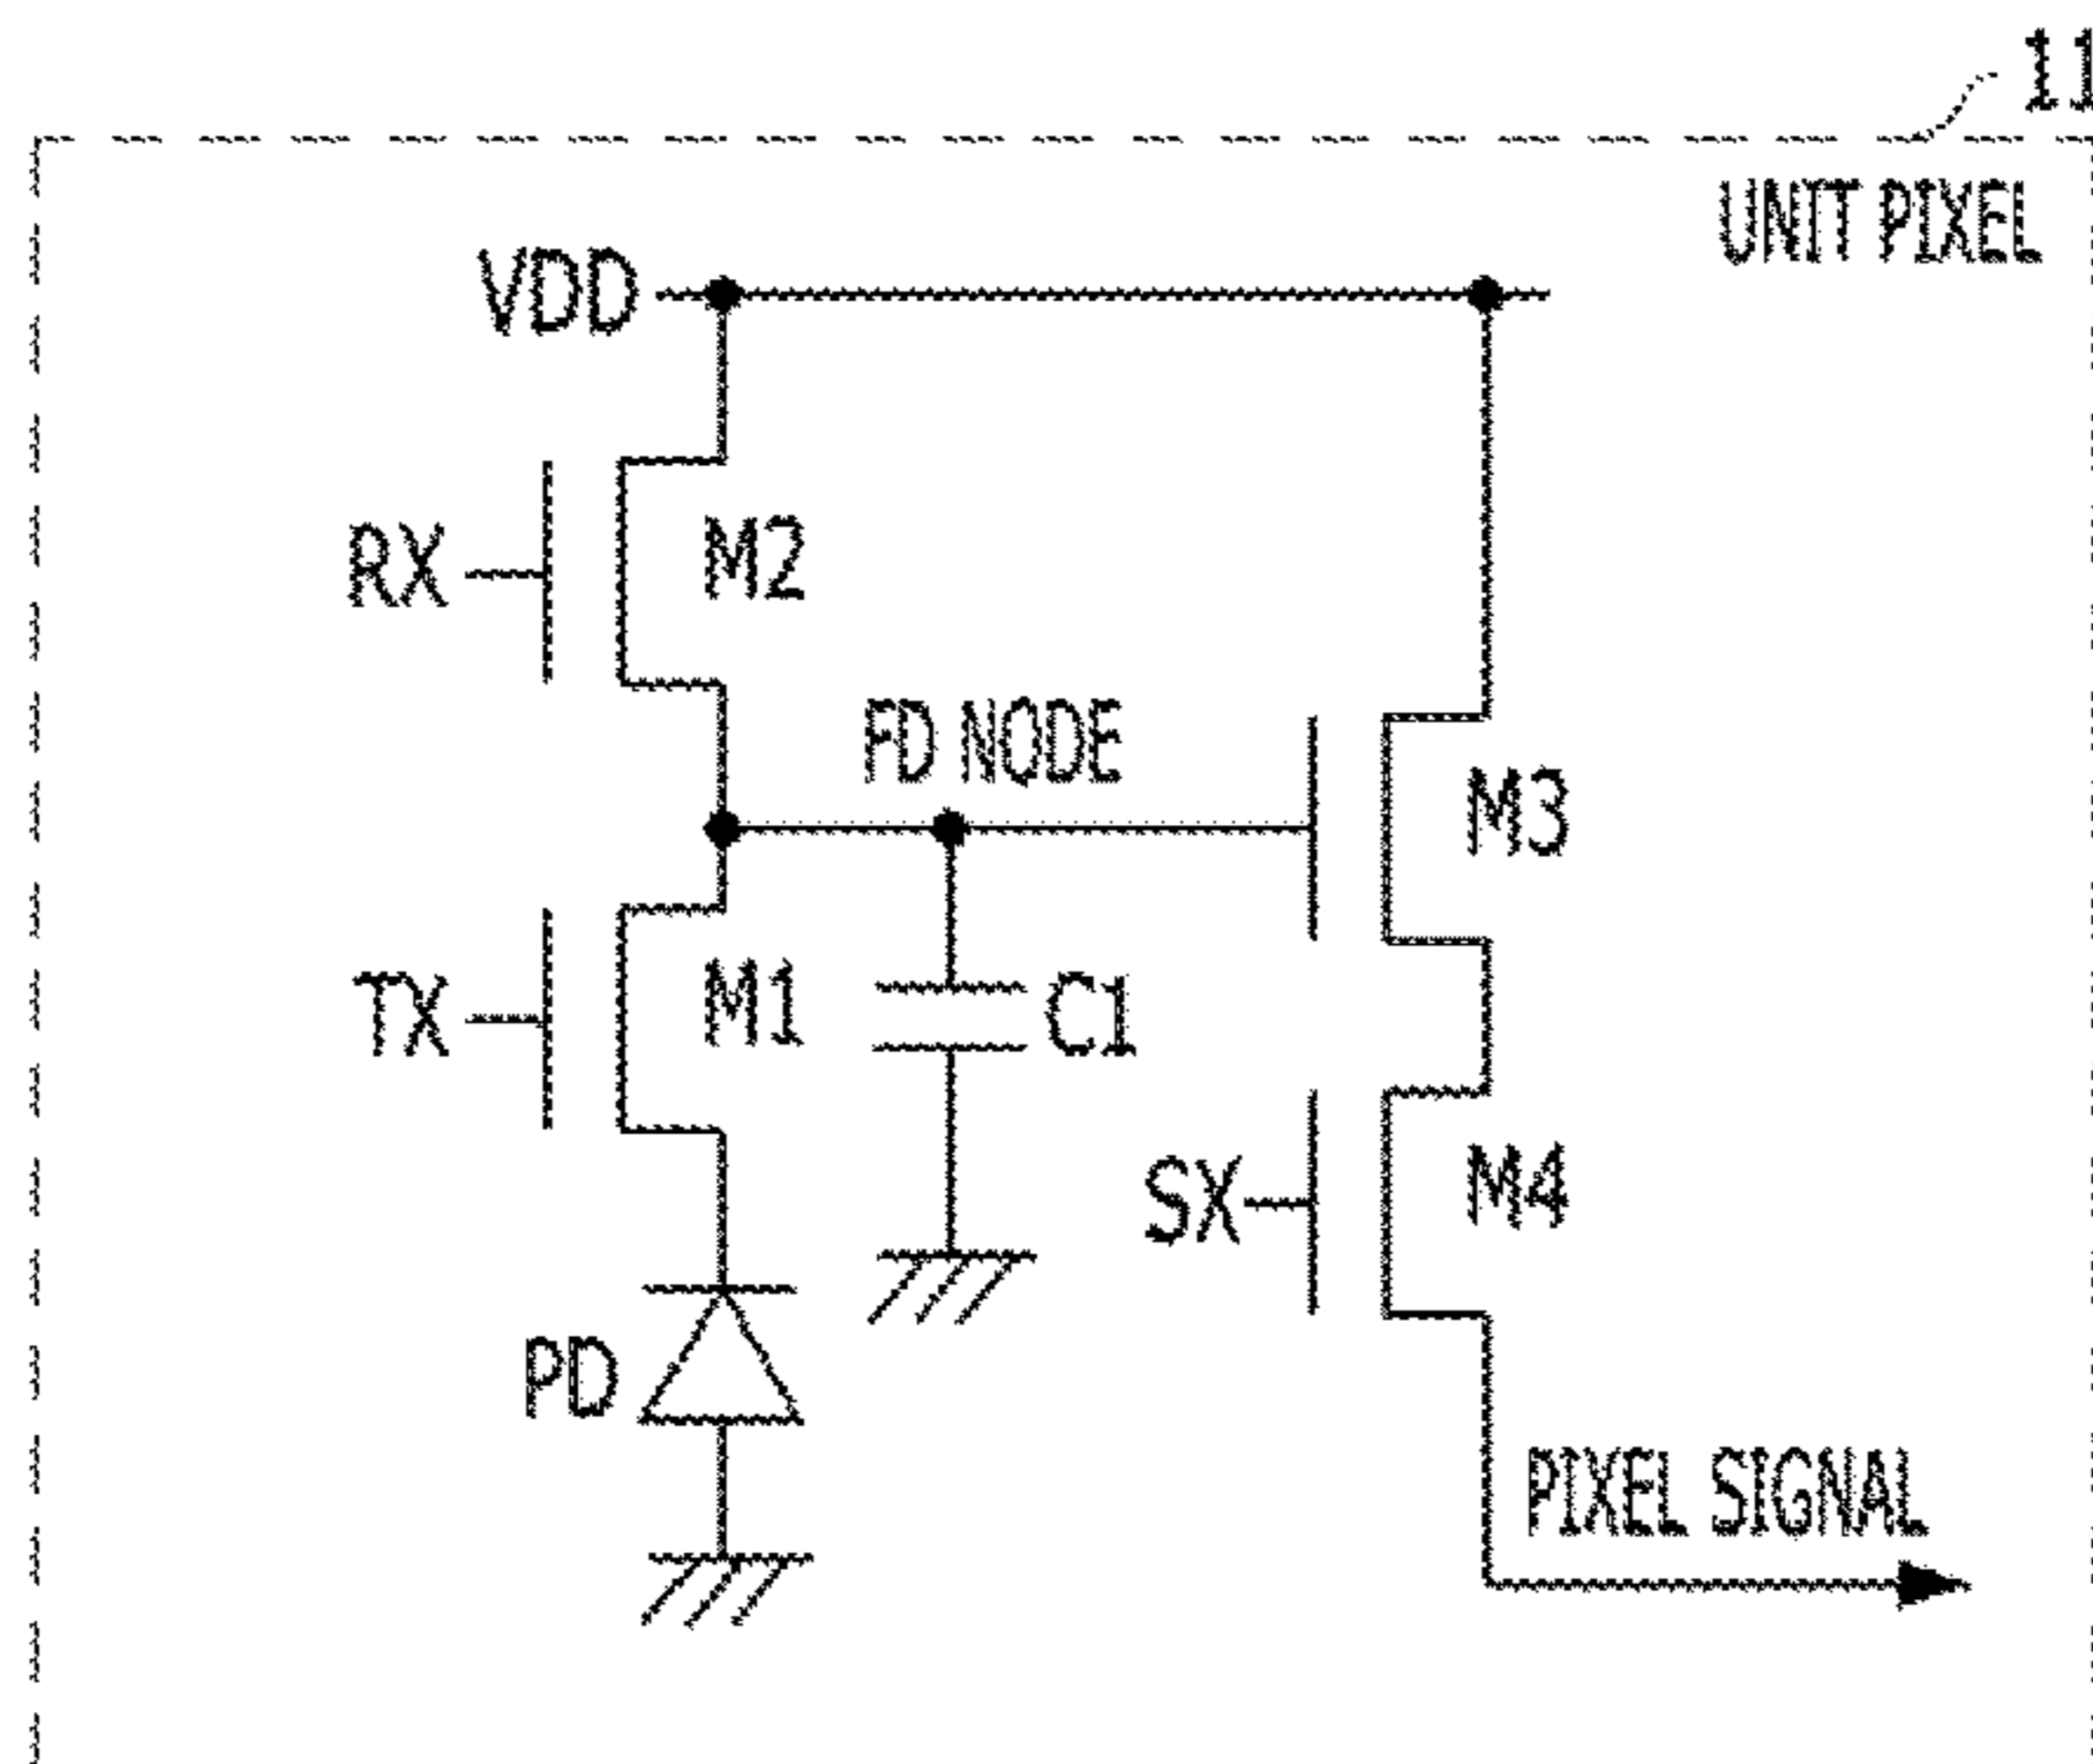 11
UNIT PIXEL
VDD
RX
M2
FD NODE
M3
TX
M1
C1
SX
M4
PD
PIXEL SIGNAL